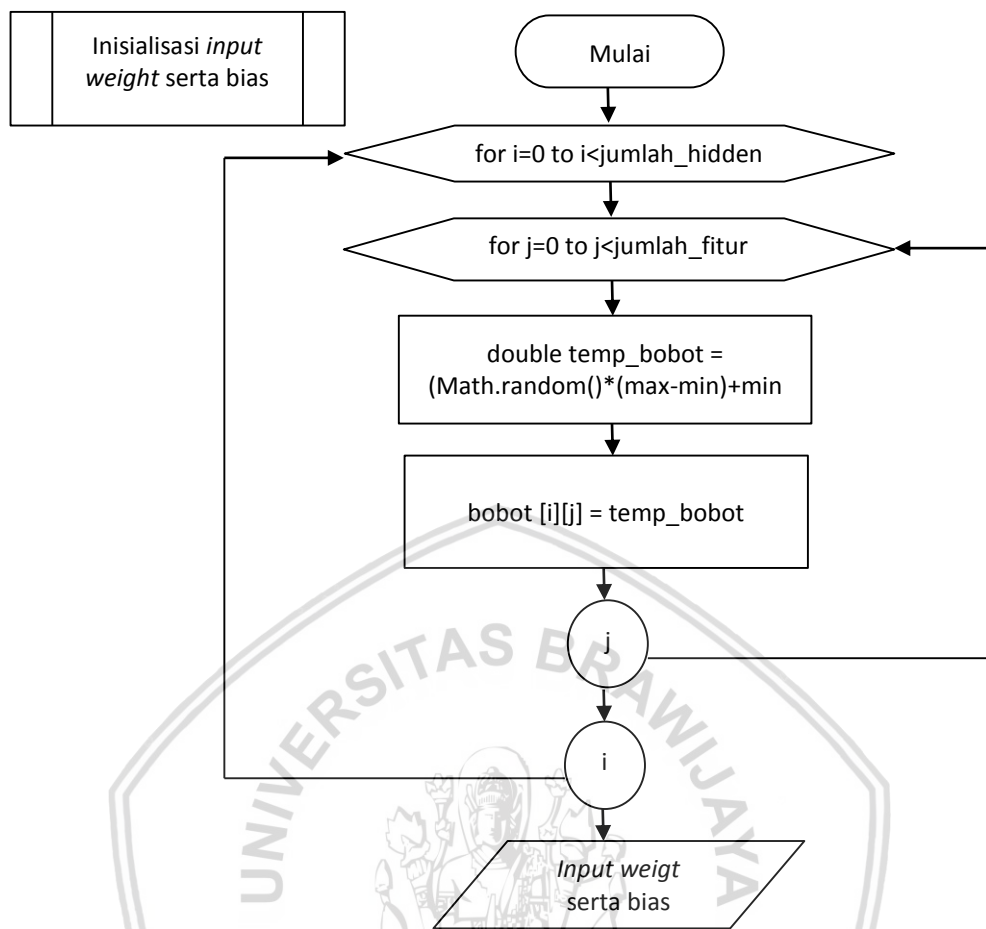 Inisialisasi input
weight serta bias
Mulai
for i=0 to i<jumlah_hidden
for j=0 to j<jumlah_fitur
double temp_bobot =
(Math.random()*(max-min)+min
bobot [i][j] = temp_bobot
j
i
Input weigt
serta bias
UNIVERSITAS BRAWIJAYA